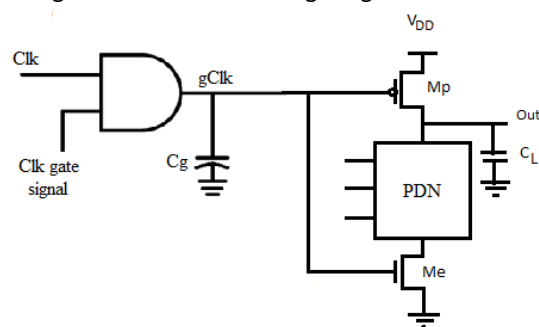 V_DD
Clk
gClk
Mp
Out
Cg
C_L
Clk gate
signal
PDN
Me